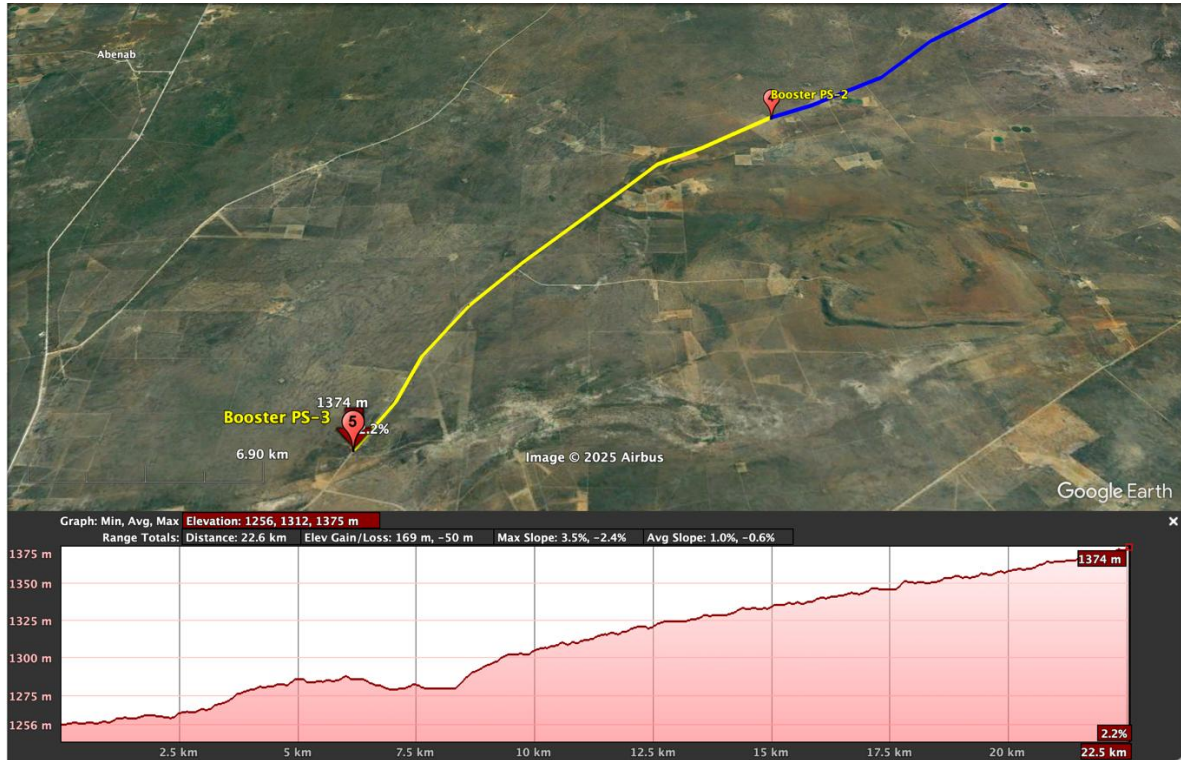 Abenab
Booster PS-2
1374 m
Booster PS-3
5
2.2%
6.90 km
Image © 2025 Airbus
Google Earth
Graph: Min, Avg, Max Elevation: 1256, 1312, 1375 m
Range Totals: Distance: 22.6 km Elev Gain/Loss: 169 m, -50 m Max Slope: 3.5%, -2.4% Avg Slope: 1.0%, -0.6%
1375 m
1374 m
1350 m
1325 m
1300 m
1275 m
1256 m
2.2%
2.5 km 5 km 7.5 km 10 km 12.5 km 15 km 17.5 km 20 km 22.5 km